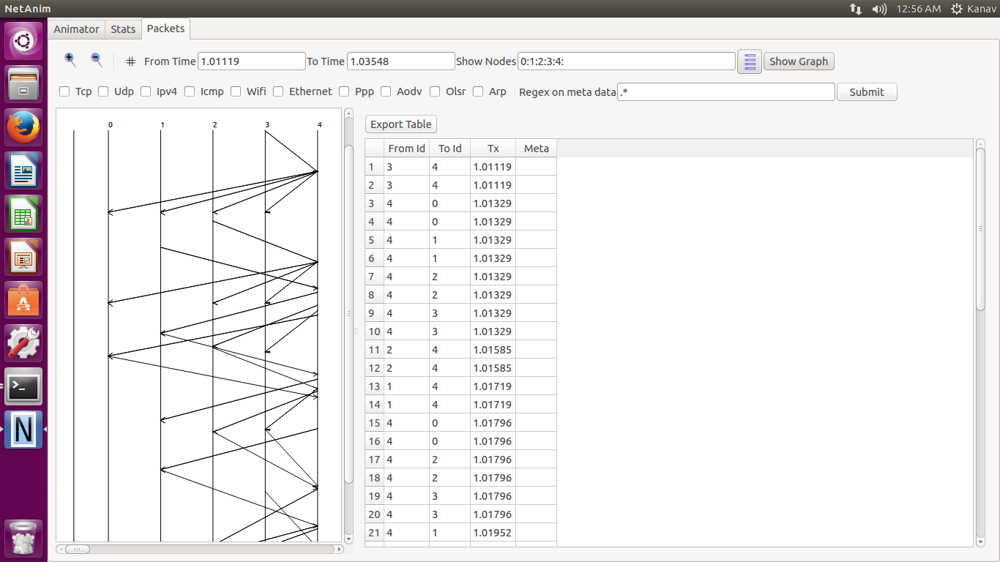 NetAnim 12:56 AM Kanav
Animator Stats Packets
# From Time 1.01119 To Time 1.03548 Show Nodes 0:1:2:3:4: Show Graph
Tcp Udp Ipv4 Icmp Wifi Ethernet Ppp Aodv Olsr Arp Regex on meta data .* Submit
0 1 2 3 4
Export Table
From Id To Id Tx Meta
1 3 4 1.01119
2 3 4 1.01119
3 4 0 1.01329
4 4 0 1.01329
5 4 1 1.01329
6 4 1 1.01329
7 4 2 1.01329
8 4 2 1.01329
9 4 3 1.01329
10 4 3 1.01329
11 2 4 1.01585
12 2 4 1.01585
13 1 4 1.01719
14 1 4 1.01719
15 4 0 1.01796
16 4 0 1.01796
17 4 2 1.01796
18 4 2 1.01796
19 4 3 1.01796
20 4 3 1.01796
21 4 1 1.01952
A
>_
N